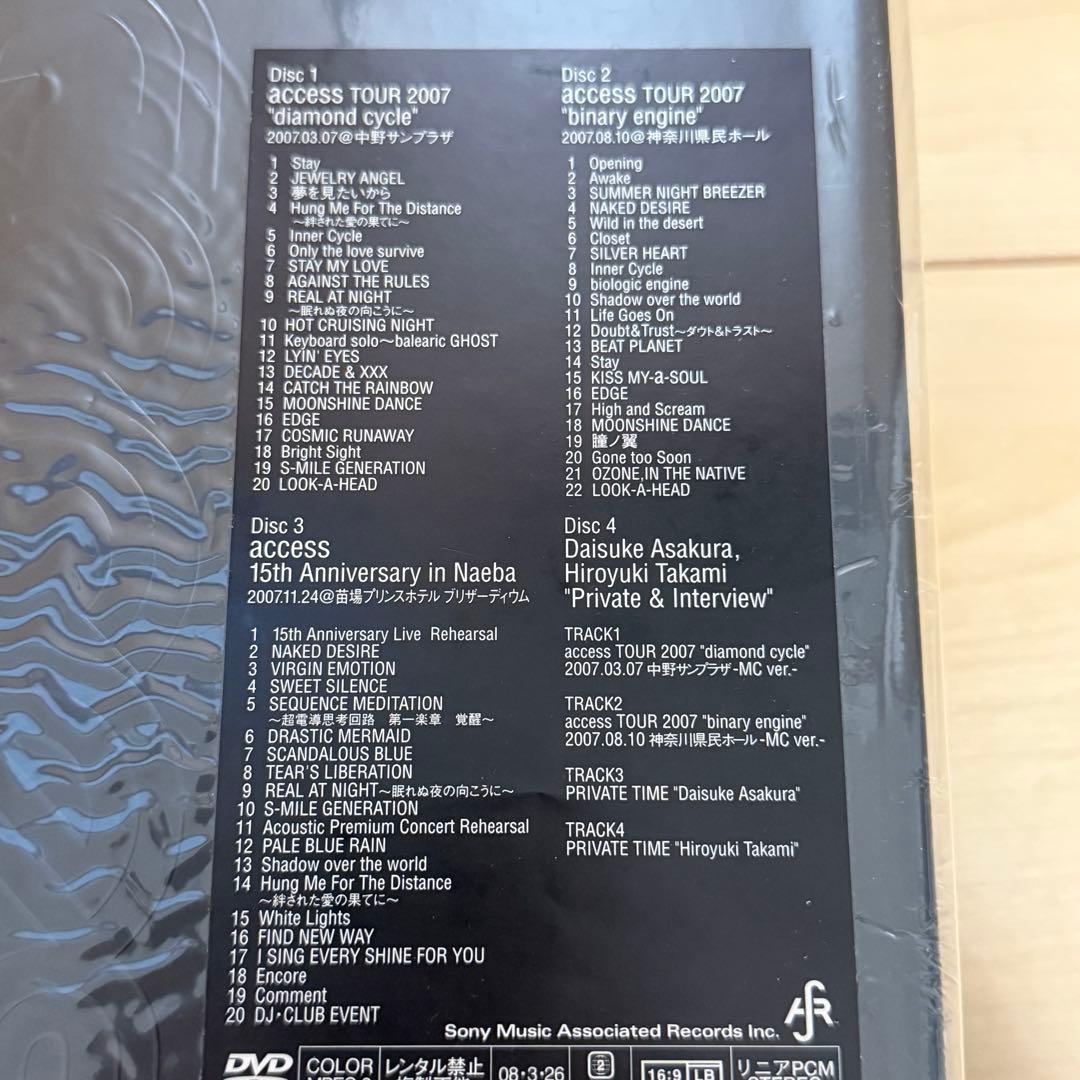 Disc 1
access TOUR 2007
"diamond cycle"
2007.03.07@中野サンプラザ
1 Stay
2 JEWELRY ANGEL
3 夢を見たいから
4 Hung Me For The Distance
～絆された愛の果てに～
5 Inner Cycle
6 Only the love survive
7 STAY MY LOVE
8 AGAINST THE RULES
9 REAL AT NIGHT
～眠れぬ夜の向こうに～
10 HOT CRUISING NIGHT
11 Keyboard solo～balearic GHOST
12 LYIN' EYES
13 DECADE & XXX
14 CATCH THE RAINBOW
15 MOONSHINE DANCE
16 EDGE
17 COSMIC RUNAWAY
18 Bright Sight
19 S-MILE GENERATION
20 LOOK-A-HEAD
Disc 2
access TOUR 2007
"binary engine"
2007.08.10@神奈川県民ホール
1 Opening
2 Awake
3 SUMMER NIGHT BREEZER
4 NAKED DESIRE
5 Wild in the desert
6 Closet
7 SILVER HEART
8 Inner Cycle
9 biologic engine
10 Shadow over the world
11 Life Goes On
12 Doubt&Trust～ダウト&トラスト～
13 BEAT PLANET
14 Stay
15 KISS MY-a-SOUL
16 EDGE
17 High and Scream
18 MOONSHINE DANCE
19 瞳ノ翼
20 Gone too Soon
21 OZONE,IN THE NATIVE
22 LOOK-A-HEAD
Disc 3
access
15th Anniversary in Naeba
2007.11.24@苗場プリンスホテル ブリザーディウム
1 15th Anniversary Live Rehearsal
2 NAKED DESIRE
3 VIRGIN EMOTION
4 SWEET SILENCE
5 SEQUENCE MEDITATION
～超電導思考回路 第一楽章 覚醒～
6 DRASTIC MERMAID
7 SCANDALOUS BLUE
8 TEAR'S LIBERATION
9 REAL AT NIGHT～眠れぬ夜の向こうに～
10 S-MILE GENERATION
11 Acoustic Premium Concert Rehearsal
12 PALE BLUE RAIN
13 Shadow over the world
14 Hung Me For The Distance
～絆された愛の果てに～
15 White Lights
16 FIND NEW WAY
17 I SING EVERY SHINE FOR YOU
18 Encore
19 Comment
20 DJ・CLUB EVENT
Disc 4
Daisuke Asakura,
Hiroyuki Takami
"Private & Interview"
TRACK1
access TOUR 2007 "diamond cycle"
2007.03.07 中野サンプラザ-MC ver.-
TRACK2
access TOUR 2007 "binary engine"
2007.08.10 神奈川県民ホール-MC ver.-
TRACK3
PRIVATE TIME "Daisuke Asakura"
TRACK4
PRIVATE TIME "Hiroyuki Takami"
Sony Music Associated Records Inc.
DVD
COLOR
レンタル禁止
08・3・26
2
16:9 LB
リニアPCM